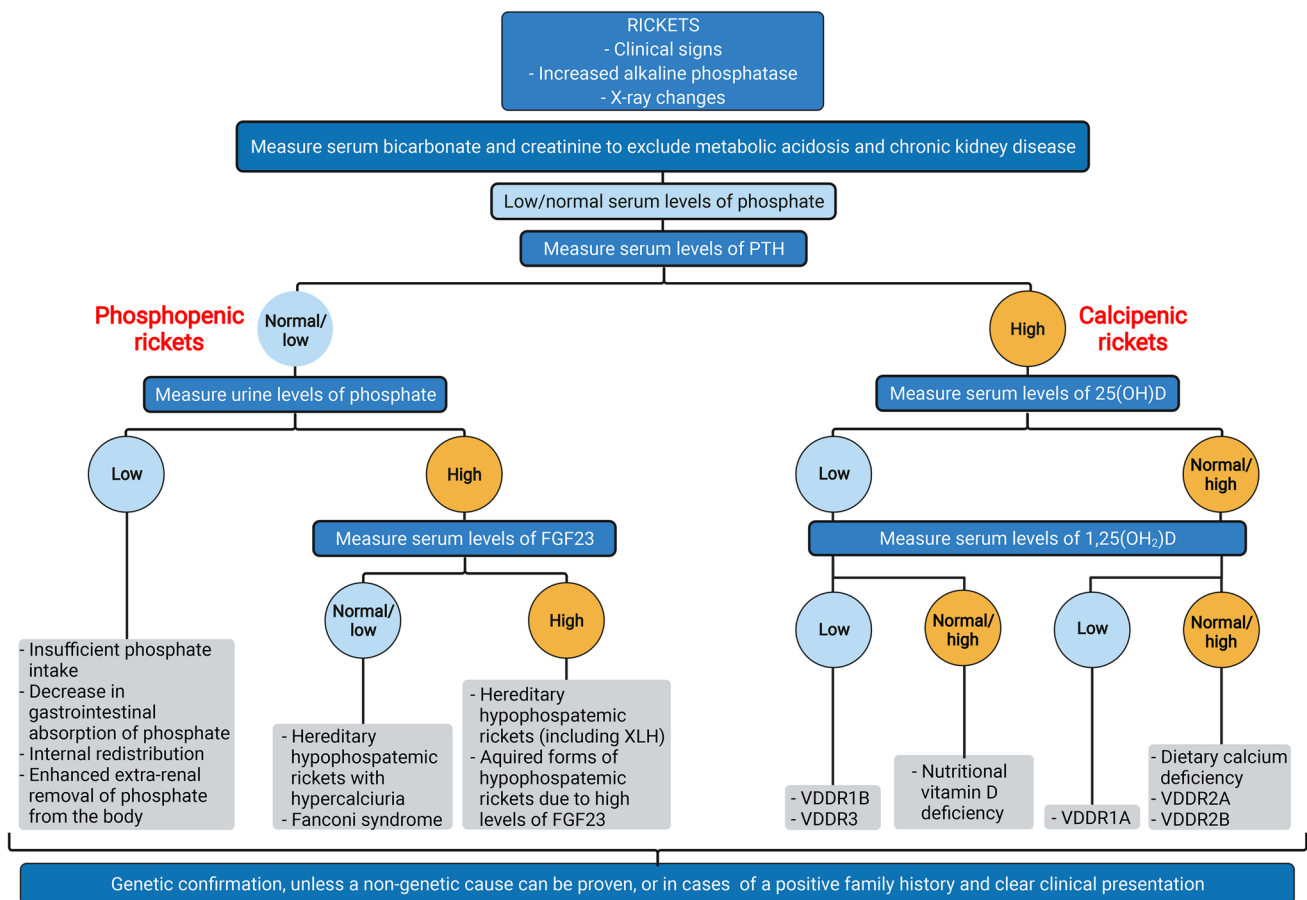 RICKETS
- Clinical signs
- Increased alkaline phosphatase
- X-ray changes
Measure serum bicarbonate and creatinine to exclude metabolic acidosis and chronic kidney disease
Low/normal serum levels of phosphate
Measure serum levels of PTH
Phosphopenic
rickets
Normal/
low
High
Calcipenic
rickets
Measure urine levels of phosphate
Measure serum levels of 25(OH)D
Low
High
Low
Normal/
high
Measure serum levels of FGF23
Measure serum levels of 1,25(OH₂)D
Normal/
low
High
Low
Normal/
high
Low
Normal/
high
- Insufficient phosphate
intake
- Decrease in
gastrointestinal
absorption of phosphate
- Internal redistribution
- Enhanced extra-renal
removal of phosphate
from the body
- Hereditary
hypophospatemic
rickets with
hypercalciuria
- Fanconi syndrome
- Hereditary
hypophospatemic
rickets (including XLH)
- Aquired forms of
hypophospatemic
rickets due to high
levels of FGF23
- VDDR1B
- VDDR3
- Nutritional
vitamin D
deficiency
- VDDR1A
- Dietary calcium
deficiency
- VDDR2A
- VDDR2B
Genetic confirmation, unless a non-genetic cause can be proven, or in cases of a positive family history and clear clinical presentation